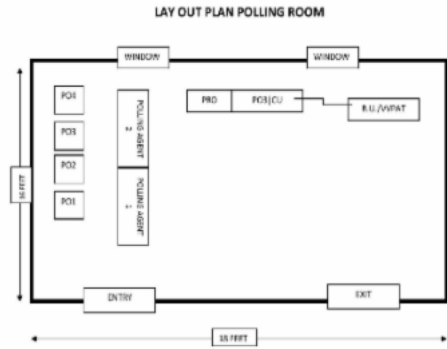 LAY OUT PLAN POLLING ROOM
WINDOW
WINDOW
PO4
PO3
PO2
PO1
POLLING AGENT
2
POLLING AGENT
1
PRO
PO3|CU
B.U./VVPAT
16 FEET
ENTRY
EXIT
18 FEET